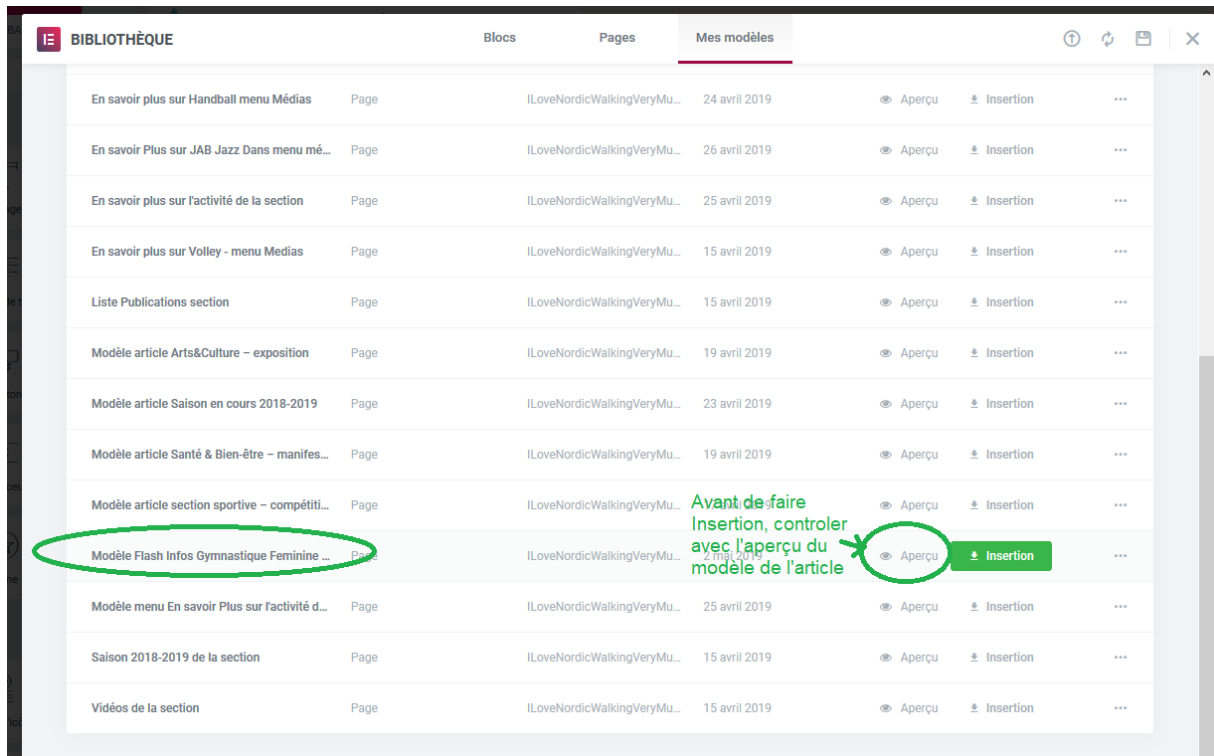 BIBLIOTHÈQUE Blocs Pages Mes modèles
En savoir plus sur Handball menu Médias Page ILoveNordicWalkingVeryMu... 24 avril 2019 Aperçu Insertion
En savoir Plus sur JAB Jazz Dans menu mé... Page ILoveNordicWalkingVeryMu... 26 avril 2019 Aperçu Insertion
En savoir plus sur l'activité de la section Page ILoveNordicWalkingVeryMu... 25 avril 2019 Aperçu Insertion
En savoir plus sur Volley - menu Medias Page ILoveNordicWalkingVeryMu... 15 avril 2019 Aperçu Insertion
Liste Publications section Page ILoveNordicWalkingVeryMu... 15 avril 2019 Aperçu Insertion
Modèle article Arts&Culture – exposition Page ILoveNordicWalkingVeryMu... 19 avril 2019 Aperçu Insertion
Modèle article Saison en cours 2018-2019 Page ILoveNordicWalkingVeryMu... 23 avril 2019 Aperçu Insertion
Modèle article Santé & Bien-être – manifes... Page ILoveNordicWalkingVeryMu... 19 avril 2019 Aperçu Insertion
Modèle article section sportive – compétiti... Page ILoveNordicWalkingVeryMu... avril 2019 Aperçu Insertion
Avant de faire
Insertion, controler
avec l'aperçu du
modèle de l'article
Modèle Flash Infos Gymnastique Feminine ... Page ILoveNordicWalkingVeryMu... 2 mai 2019 Aperçu Insertion
Modèle menu En savoir Plus sur l'activité d... Page ILoveNordicWalkingVeryMu... 25 avril 2019 Aperçu Insertion
Saison 2018-2019 de la section Page ILoveNordicWalkingVeryMu... 15 avril 2019 Aperçu Insertion
Vidéos de la section Page ILoveNordicWalkingVeryMu... 15 avril 2019 Aperçu Insertion